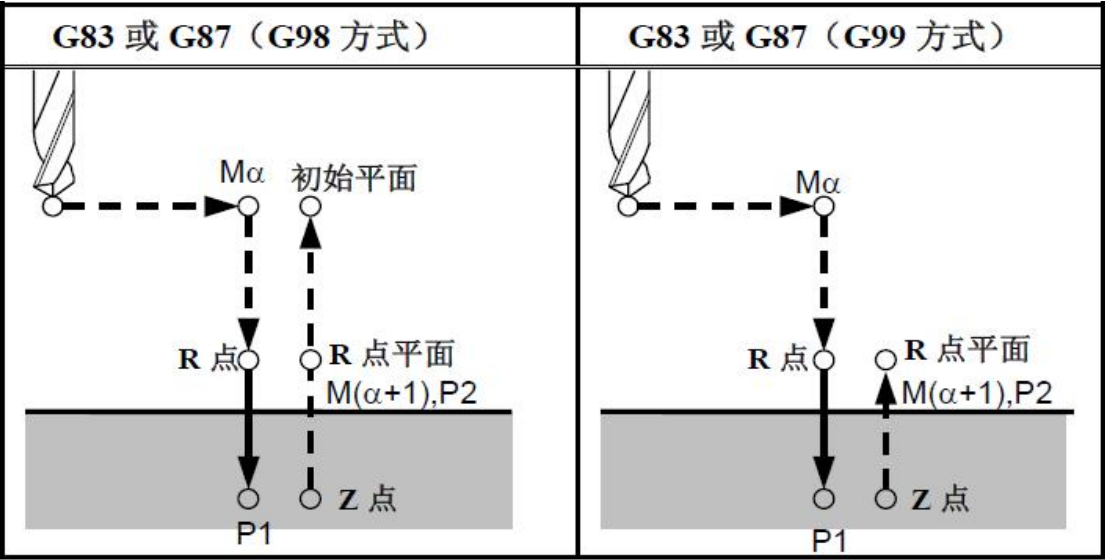 G83 或 G87（G98 方式）
Mα
初始平面
R 点
R 点平面
M(α+1),P2
Z 点
P1
G83 或 G87（G99 方式）
Mα
R 点
R 点平面
M(α+1),P2
Z 点
P1